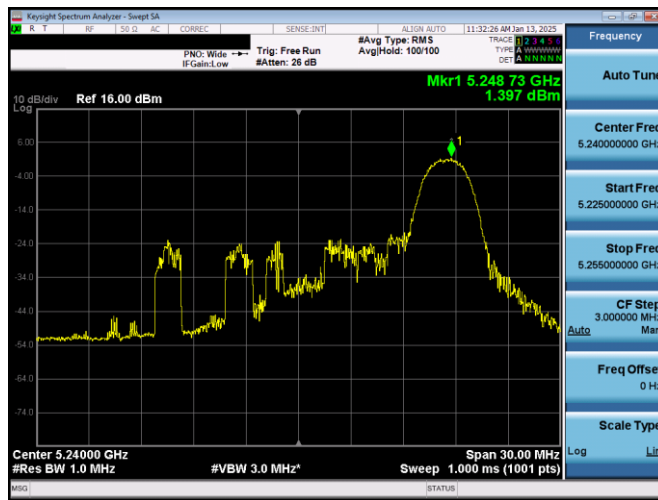 Keysight Spectrum Analyzer - Swept SA
LXI R T RF 50 Ω AC CORREC SENSE:INT ALIGN AUTO 11:32:26 AM Jan 13, 2025
PNO: Wide
IFGain:Low
Trig: Free Run
#Atten: 26 dB
#Avg Type: RMS
Avg|Hold: 100/100
TRACE 1 2 3 4 5 6
TYPE A WWWWW
DET A N N N N N
Mkr1 5.248 73 GHz
1.397 dBm
10 dB/div
Log
Ref 16.00 dBm
1
6.00
-4.00
-14.0
-24.0
-34.0
-44.0
-54.0
-64.0
-74.0
Center 5.24000 GHz
#Res BW 1.0 MHz
#VBW 3.0 MHz*
Span 30.00 MHz
Sweep 1.000 ms (1001 pts)
MSG
STATUS
Frequency
Auto Tune
Center Freq
5.240000000 GHz
Start Freq
5.225000000 GHz
Stop Freq
5.255000000 GHz
CF Step
3.000000 MHz
Auto Man
Freq Offset
0 Hz
Scale Type
Log Lin